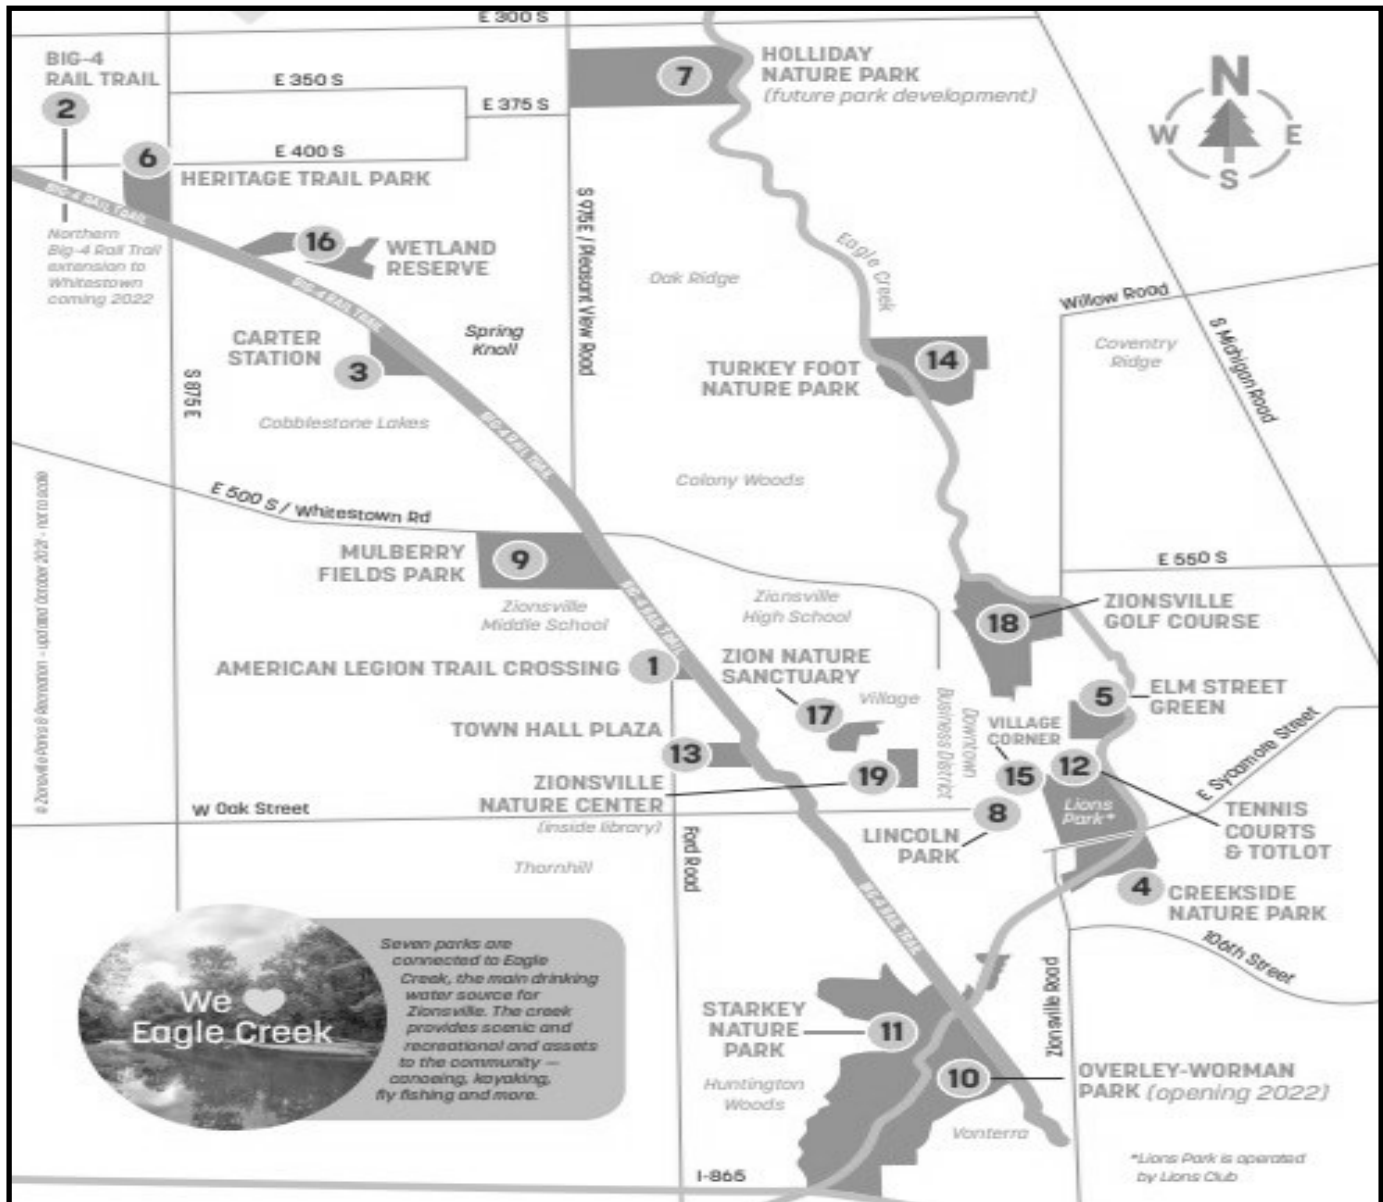 E 300 S
BIG-4
RAIL TRAIL
2
E 350 S
E 375 S
E 400 S
7
HOLLIDAY
NATURE PARK
(future park development)
N
W
E
S
6
HERITAGE TRAIL PARK
BIG-4 RAIL TRAIL
Northern
Big-4 Rail Trail
extension to
Whitestown
coming 2022
16
WETLAND
RESERVE
BIG-4 RAIL TRAIL
S 975 E / Pleasant View Road
Oak Ridge
Eagle Creek
Willow Road
S Michigan Road
Coventry
Ridge
CARTER
STATION
3
Spring
Knoll
14
TURKEY FOOT
NATURE PARK
S 875 E
Cobblestone Lakes
BIG-4 RAIL TRAIL
Colony Woods
E 500 S / Whitestown Rd
© Zionsville Parks & Recreation - updated October 2021 - not to scale
MULBERRY
FIELDS PARK
9
Zionsville
Middle School
BIG-4 RAIL TRAIL
Zionsville
High School
E 550 S
18
ZIONSVILLE
GOLF COURSE
AMERICAN LEGION TRAIL CROSSING
1
ZION NATURE
SANCTUARY
17
Village
Downtown
Business District
5
ELM STREET
GREEN
VILLAGE
CORNER
15
12
E Sycamore Street
TOWN HALL PLAZA
13
ZIONSVILLE
NATURE CENTER
(inside library)
19
W Oak Street
8
LINCOLN
PARK
Lions
Park*
TENNIS
COURTS
& TOTLOT
Thornhill
Ford Road
BIG-4 RAIL TRAIL
4
CREEKSIDE
NATURE PARK
106th Street
Zionsville Road
We
Eagle Creek
Seven parks are
connected to Eagle
Creek, the main drinking
water source for
Zionsville. The creek
provides scenic and
recreational and assets
to the community —
canoeing, kayaking,
fly fishing and more.
STARKEY
NATURE
PARK
11
Huntington
Woods
10
OVERLEY-WORMAN
PARK (opening 2022)
Vonterra
I-865
*Lions Park is operated
by Lions Club